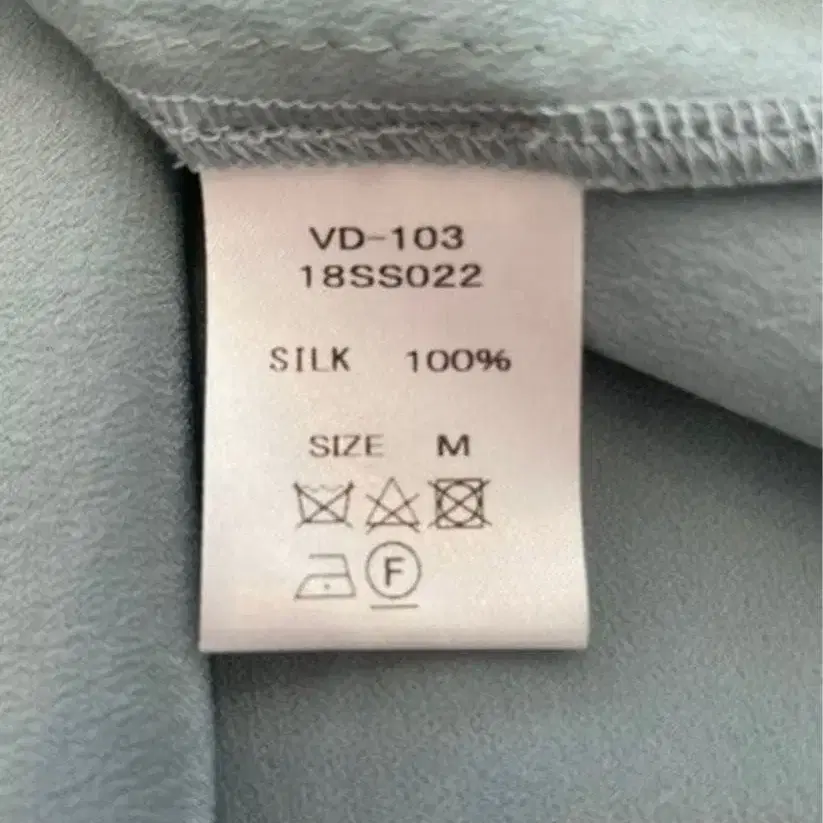 VD-103
18SS022
SILK 100%
SIZE M
F